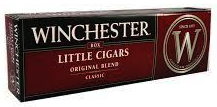 WINCHESTER
BOX
LITTLE CIGARS
ORIGINAL BLEND
CLASSIC
W